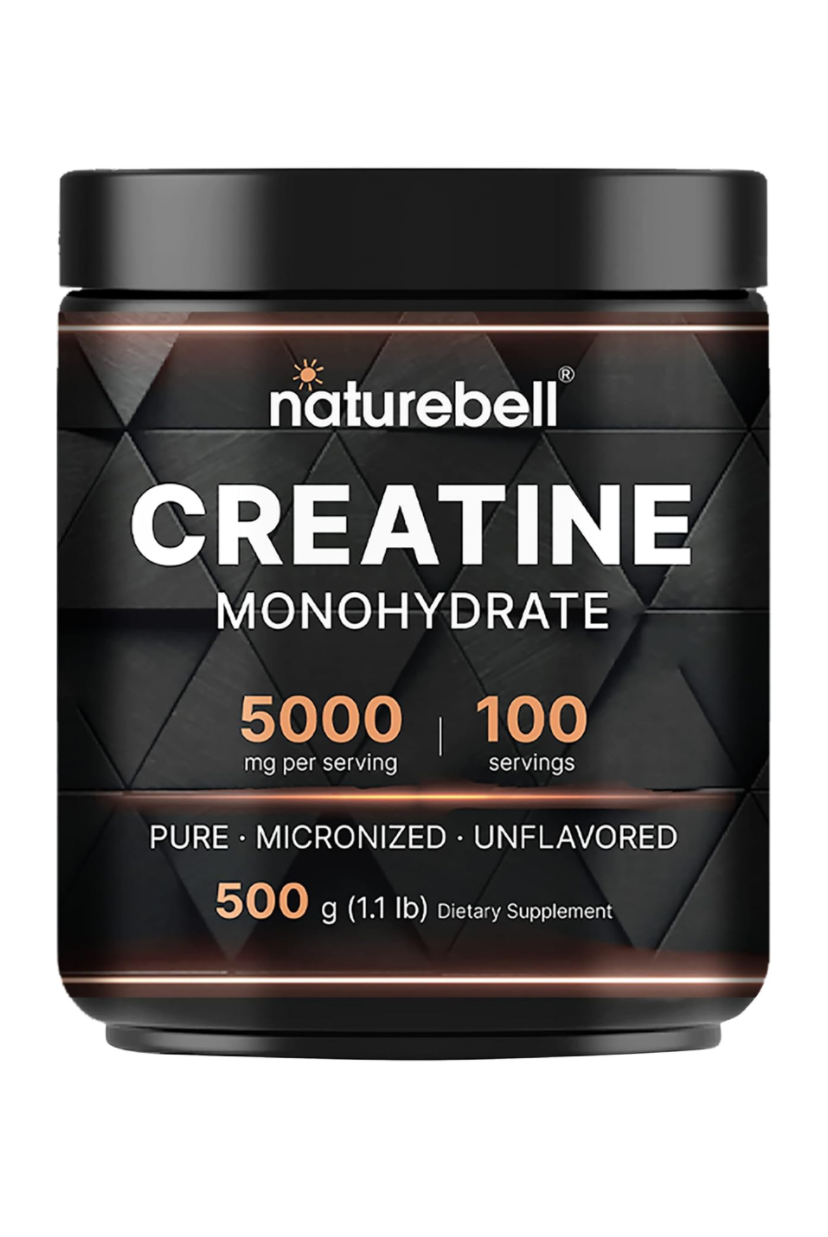 naturebell®
CREATINE
MONOHYDRATE
5000 | 100
mg per serving servings
PURE · MICRONIZED · UNFLAVORED
500 g (1.1 lb) Dietary Supplement